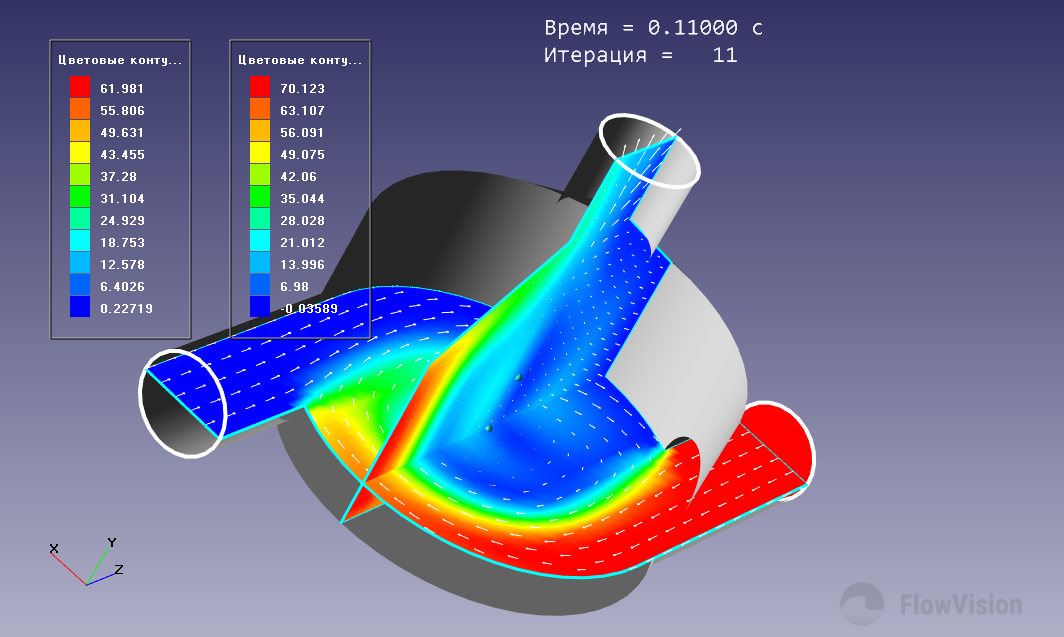 Время = 0.11000 с
Итерация = 11
Цветовые конту...
61.981
55.806
49.631
43.455
37.28
31.104
24.929
18.753
12.578
6.4026
0.22719
Цветовые конту...
70.123
63.107
56.091
49.075
42.06
35.044
28.028
21.012
13.996
6.98
-0.03589
X
Y
Z
FlowVision